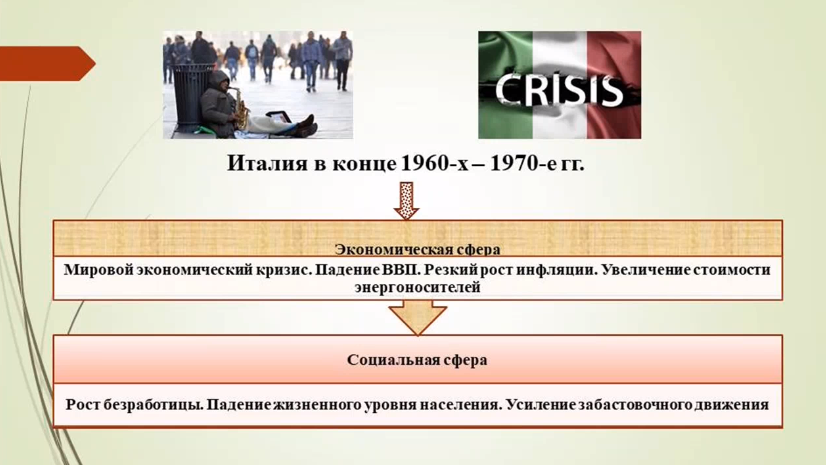 CRISIS
Италия в конце 1960-х – 1970-е гг.
Экономическая сфера
Мировой экономический кризис. Падение ВВП. Резкий рост инфляции. Увеличение стоимости
энергоносителей
Социальная сфера
Рост безработицы. Падение жизненного уровня населения. Усиление забастовочного движения